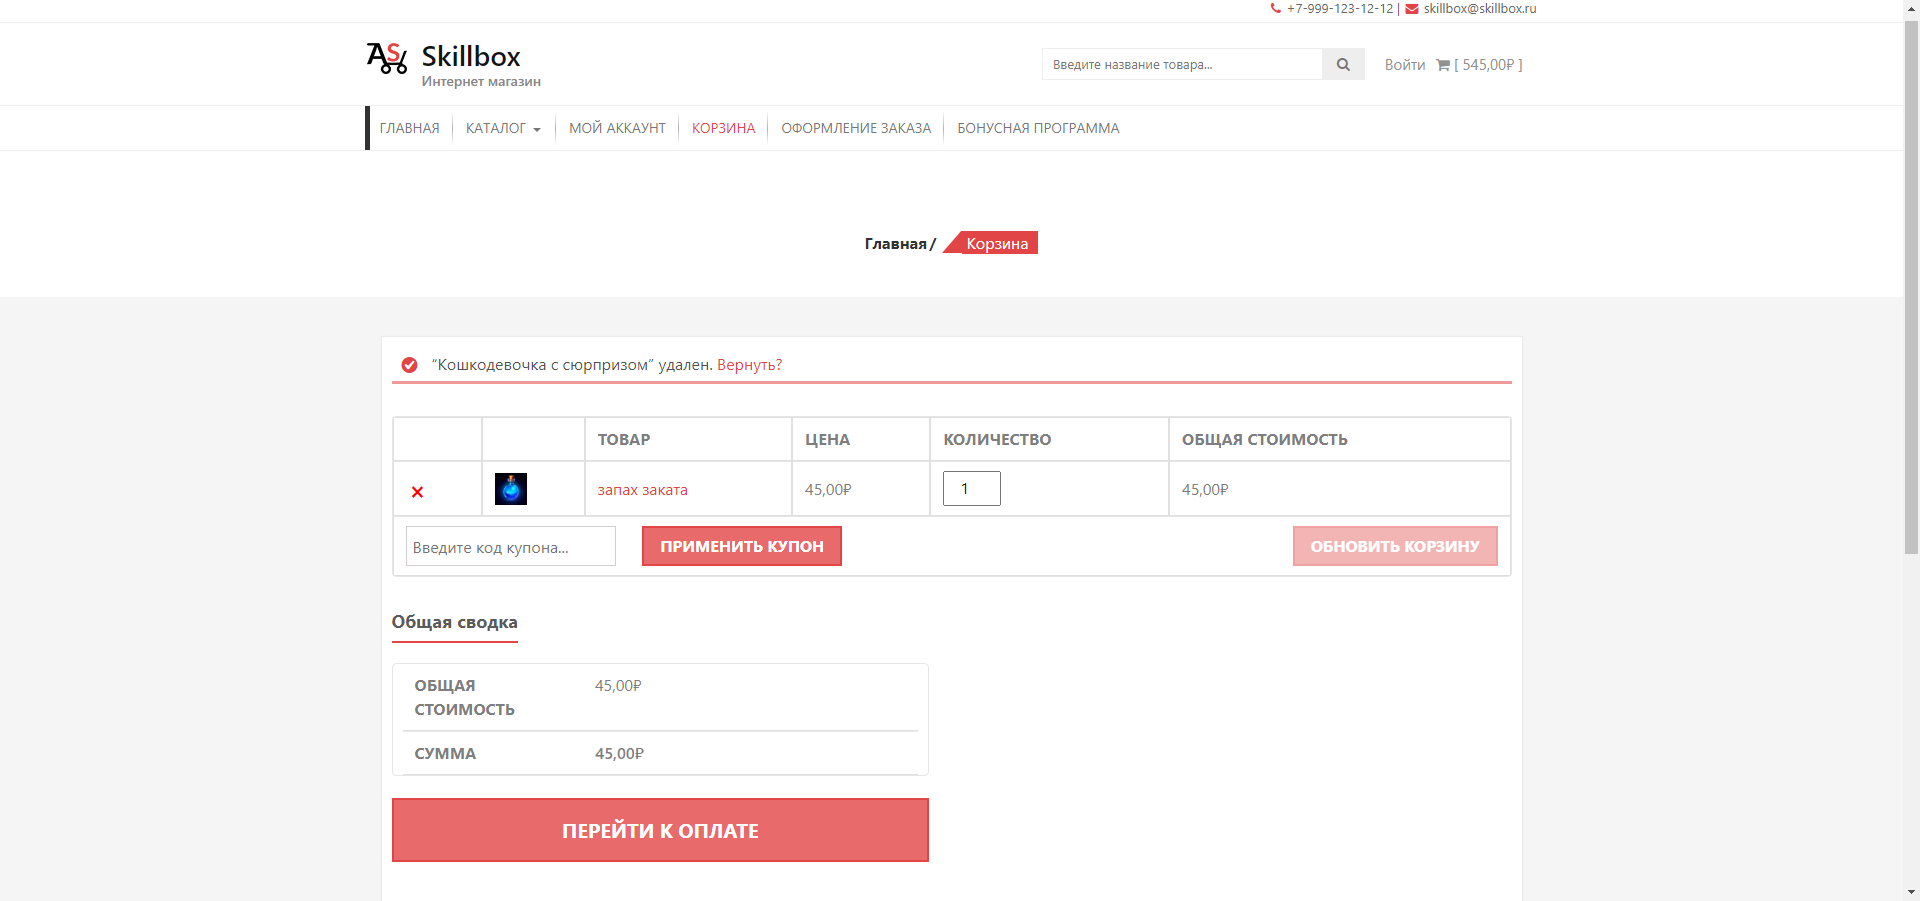 +7-999-123-12-12 | skillbox@skillbox.ru
AS Skillbox
Интернет магазин
Введите название товара...
Войти [ 545,00₽ ]
ГЛАВНАЯ КАТАЛОГ МОЙ АККАУНТ КОРЗИНА ОФОРМЛЕНИЕ ЗАКАЗА БОНУСНАЯ ПРОГРАММА
Главная / Корзина
“Кошкодевочка с сюрпризом” удален. Вернуть?
ТОВАР ЦЕНА КОЛИЧЕСТВО ОБЩАЯ СТОИМОСТЬ
× запах заката 45,00₽ 1 45,00₽
Введите код купона... ПРИМЕНИТЬ КУПОН ОБНОВИТЬ КОРЗИНУ
Общая сводка
ОБЩАЯ СТОИМОСТЬ 45,00₽
СУММА 45,00₽
ПЕРЕЙТИ К ОПЛАТЕ